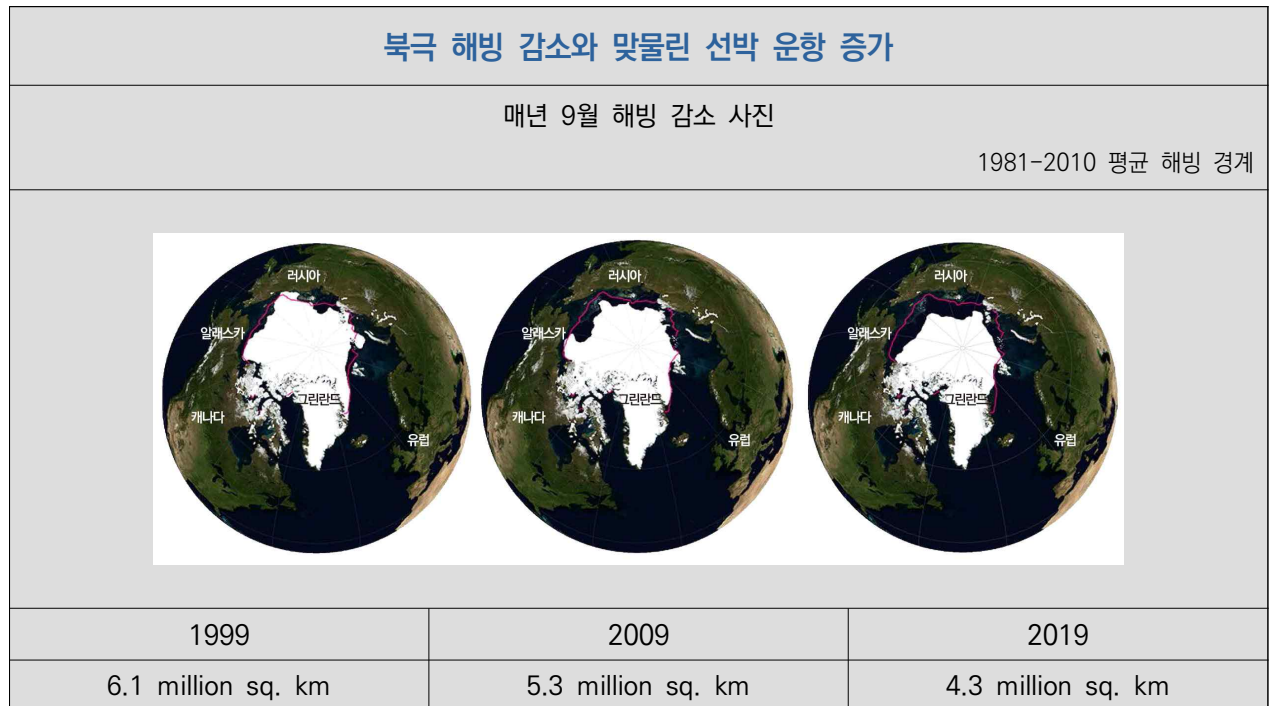 북극 해빙 감소와 맞물린 선박 운항 증가
매년 9월 해빙 감소 사진
1981-2010 평균 해빙 경계
러시아
알래스카
그린란드
캐나다
유럽
러시아
알래스카
그린란드
캐나다
유럽
러시아
알래스카
그린란드
캐나다
유럽
1999 2009 2019
6.1 million sq. km 5.3 million sq. km 4.3 million sq. km